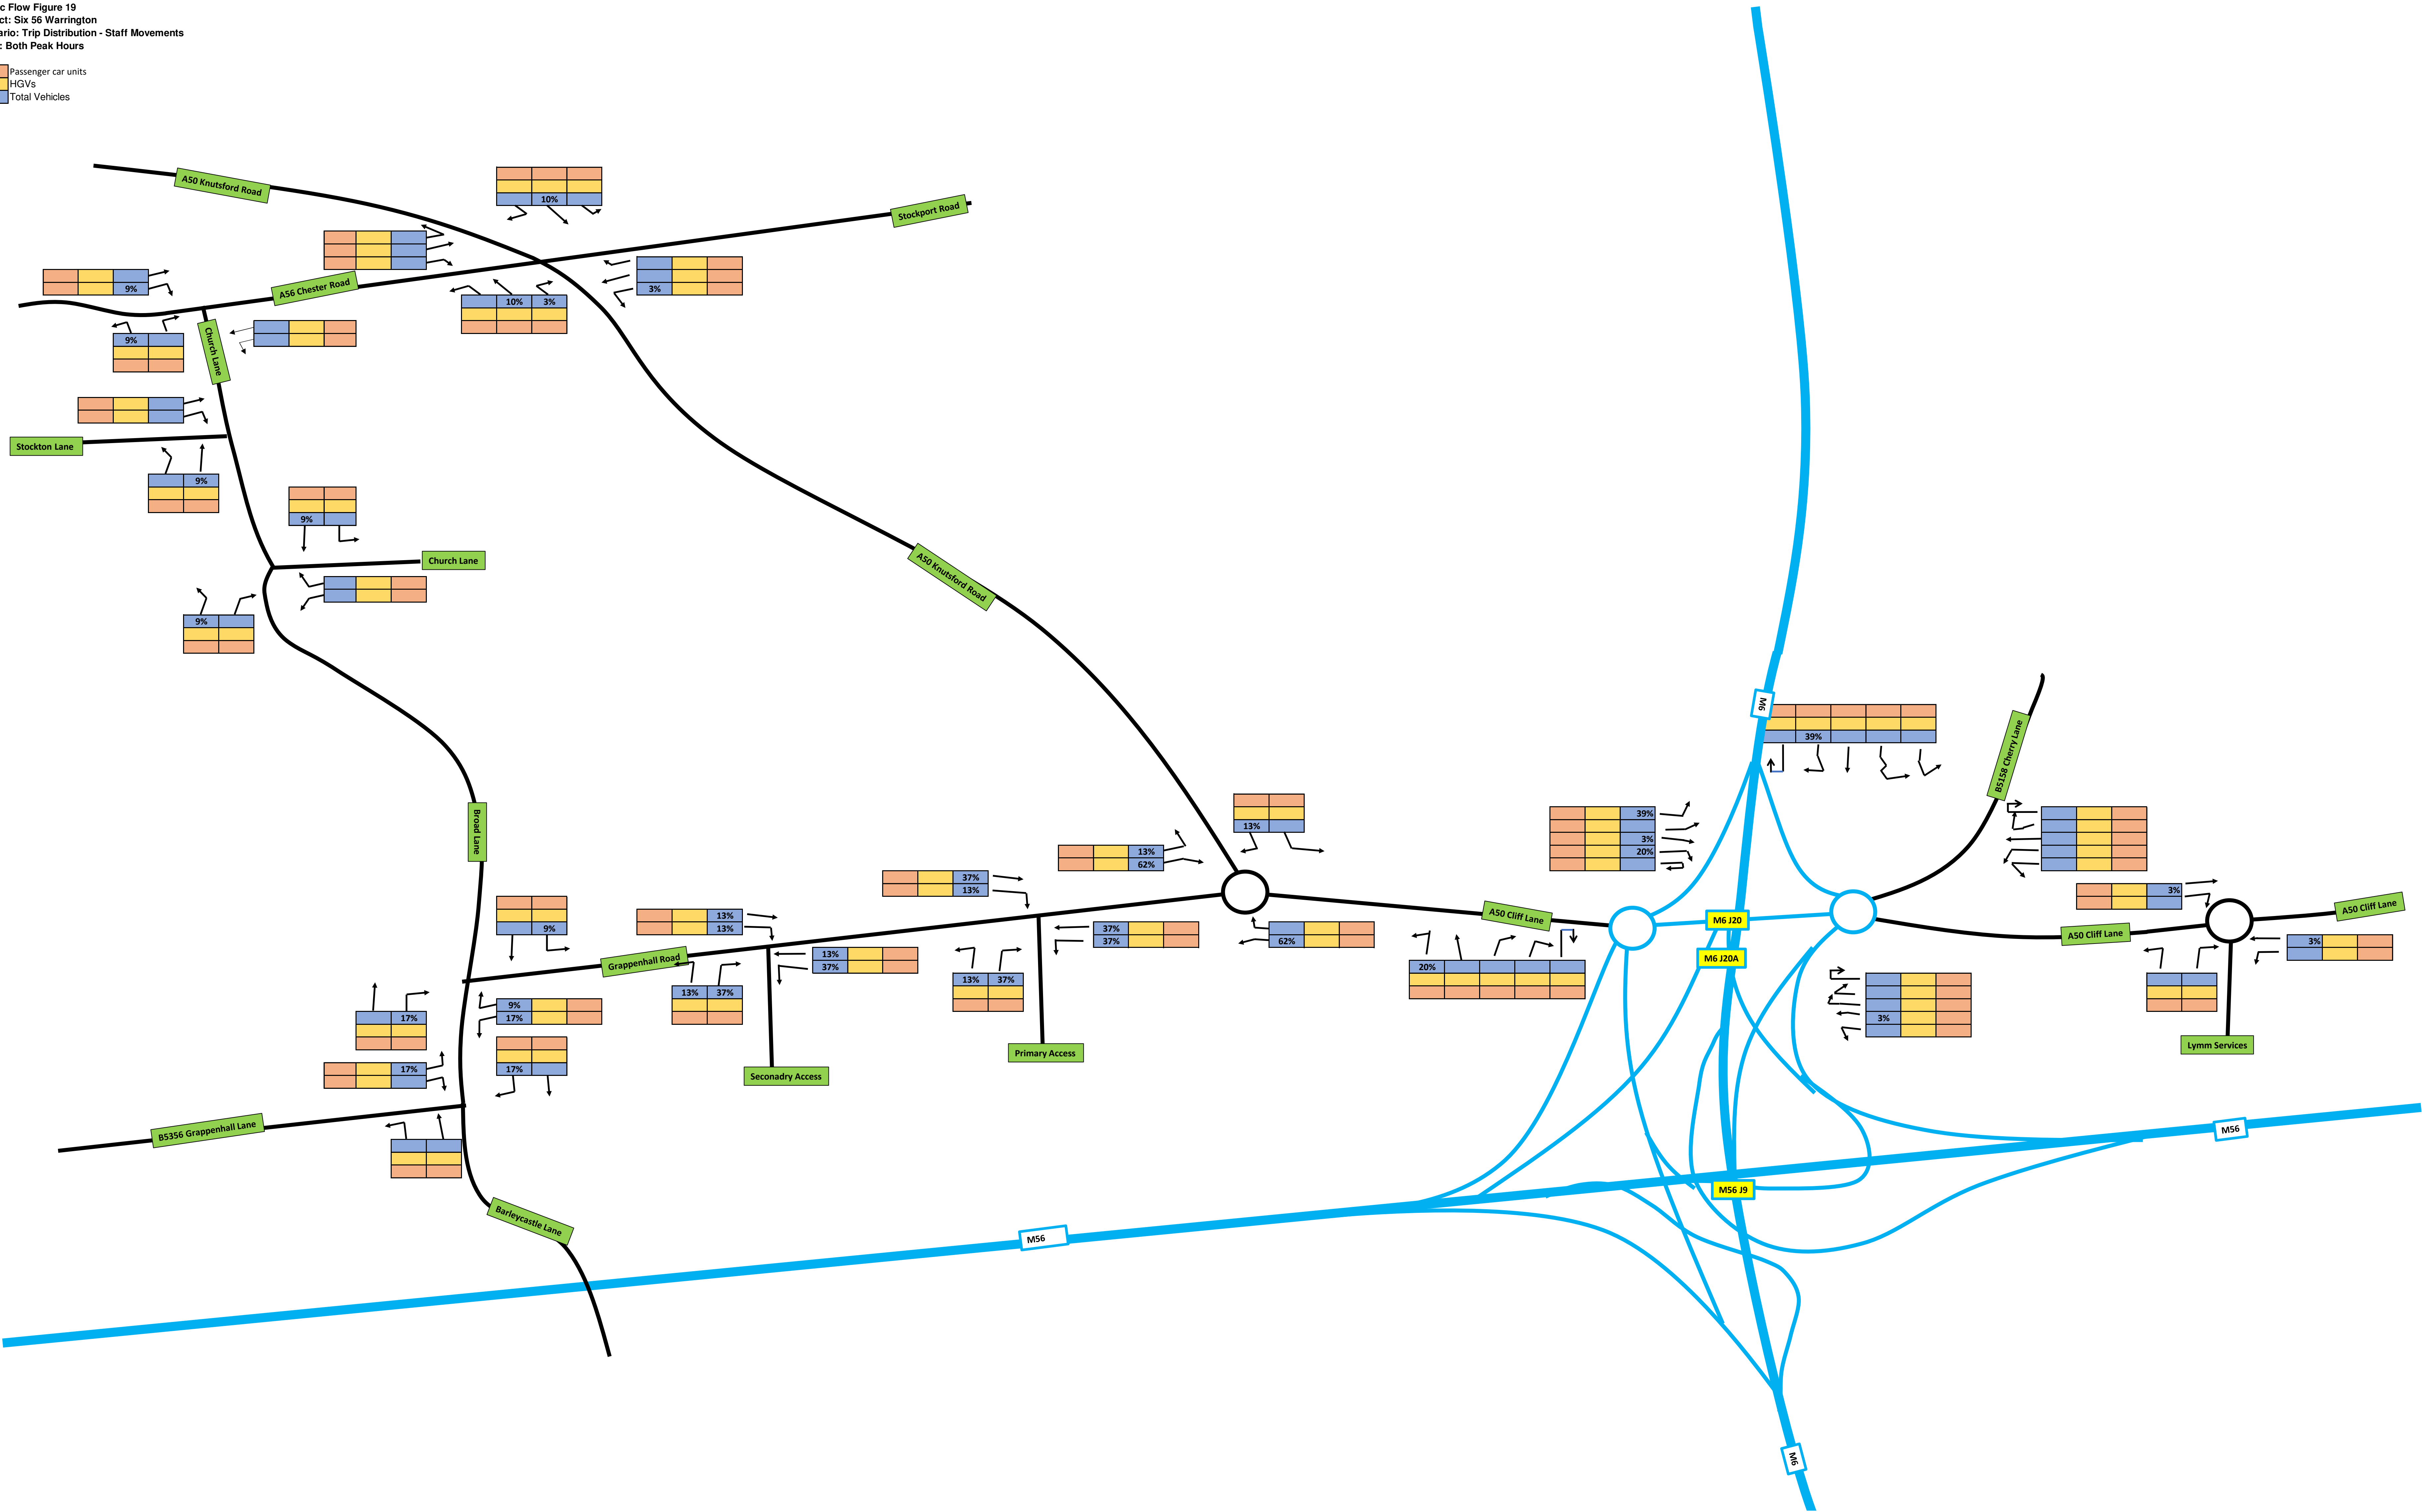 c Flow Figure 19
ct: Six 56 Warrington
ario: Trip Distribution - Staff Movements
: Both Peak Hours
Passenger car units
HGVs
Total Vehicles
A50 Knutsford Road
10%
Stockport Road
9%
A56 Chester Road
10% 3%
3%
9%
Church Lane
Stockton Lane
9%
9%
Church Lane
9%
A50 Knutsford Road
M6
39%
B5158 Cherry Lane
Broad Lane
13%
39%
3%
20%
13%
62%
37%
13%
3%
A50 Cliff Lane
A50 Cliff Lane
M6 J20
A50 Cliff Lane
9%
13%
13%
37%
37%
62%
3%
Grappenhall Road
13%
37%
M6 J20A
20%
13% 37%
13% 37%
9%
17%
17%
3%
Primary Access
Lymm Services
17%
17%
Seconadry Access
B5356 Grappenhall Lane
M56
M56 J9
Barleycastle Lane
M56
M6